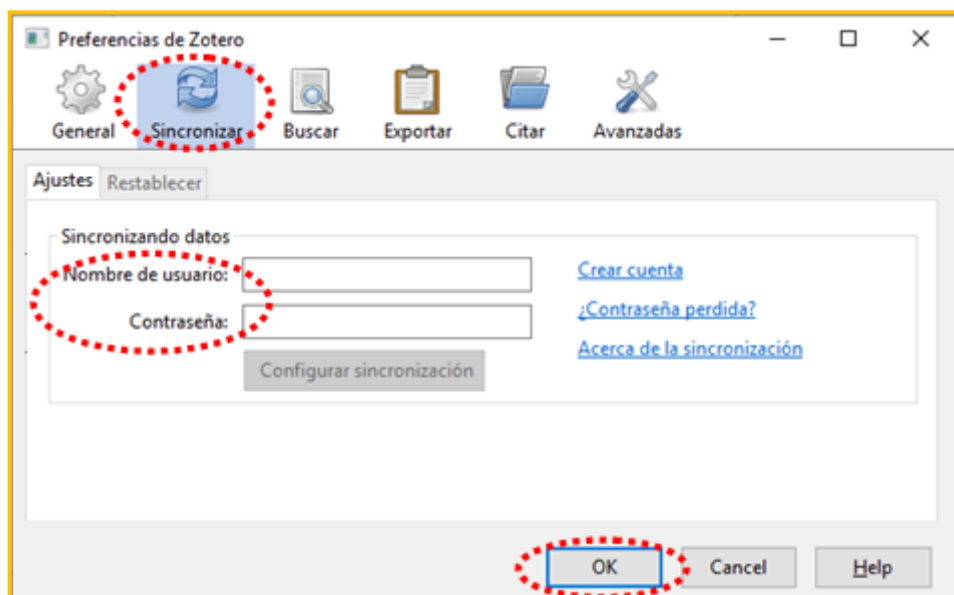 Preferencias de Zotero
General Sincronizar Buscar Exportar Citar Avanzadas
Ajustes Restablecer
Sincronizando datos
Nombre de usuario: Crear cuenta
¿Contraseña perdida?
Contraseña:
Acerca de la sincronización
Configurar sincronización
OK Cancel Help